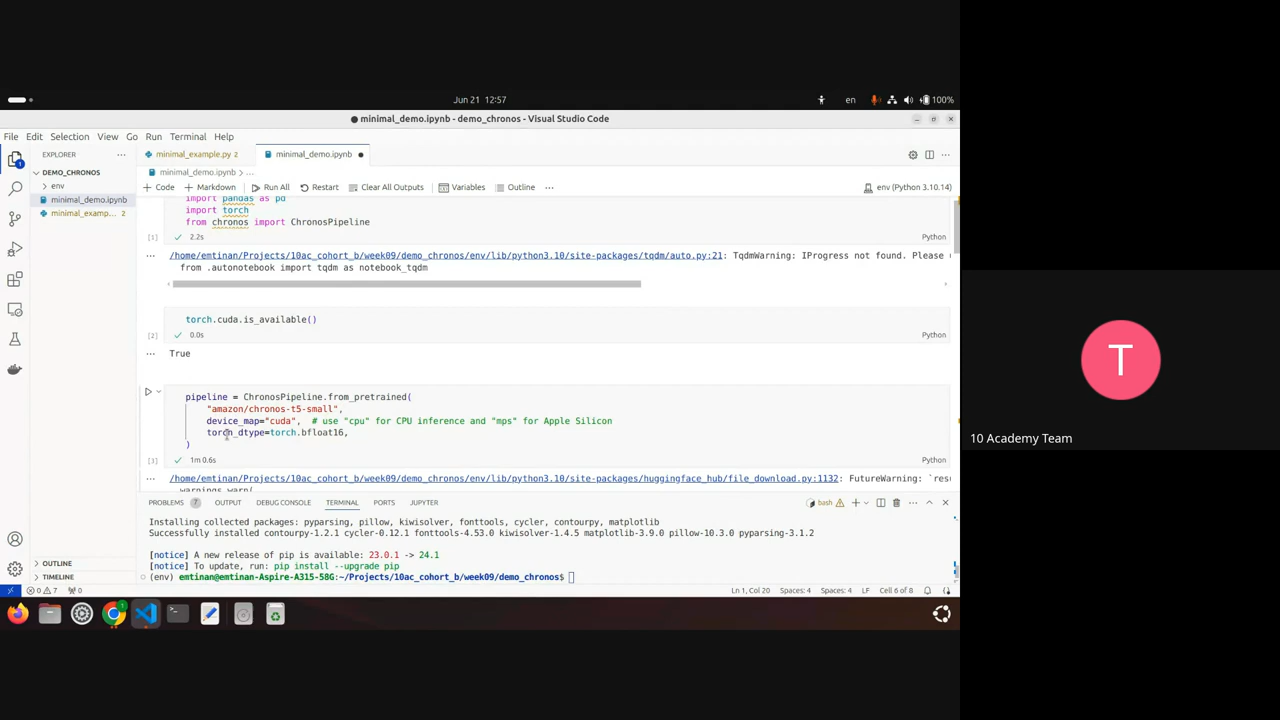 Jun 21 12:57
en
100%
minimal_demo.ipynb - demo_chronos - Visual Studio Code
File Edit Selection View Go Run Terminal Help
EXPLORER
minimal_example.py 2
minimal_demo.ipynb
DEMO_CHRONOS
env
minimal_demo.ipynb
minimal_examp... 2
minimal_demo.ipynb > ...
+ Code + Markdown Run All Restart Clear All Outputs Variables Outline ...
env (Python 3.10.14)
import pandas as pd
import torch
from chronos import ChronosPipeline
[1] 2.2s Python
/home/emtinan/Projects/10ac_cohort_b/week09/demo_chronos/env/lib/python3.10/site-packages/tqdm/auto.py:21: TqdmWarning: IProgress not found. Please
from .autonotebook import tqdm as notebook_tqdm
torch.cuda.is_available()
[2] 0.0s Python
True
pipeline = ChronosPipeline.from_pretrained(
"amazon/chronos-t5-small",
device_map="cuda", # use "cpu" for CPU inference and "mps" for Apple Silicon
torch_dtype=torch.bfloat16,
)
[3] 1m 0.6s Python
/home/emtinan/Projects/10ac_cohort_b/week09/demo_chronos/env/lib/python3.10/site-packages/huggingface_hub/file_download.py:1132: FutureWarning: `resu
warnings.warn(
PROBLEMS 7 OUTPUT DEBUG CONSOLE TERMINAL PORTS JUPYTER
bash
Installing collected packages: pyparsing, pillow, kiwisolver, fonttools, cycler, contourpy, matplotlib
Successfully installed contourpy-1.2.1 cycler-0.12.1 fonttools-4.53.0 kiwisolver-1.4.5 matplotlib-3.9.0 pillow-10.3.0 pyparsing-3.1.2
[notice] A new release of pip is available: 23.0.1 -> 24.1
[notice] To update, run: pip install --upgrade pip
(env) emtinan@emtinan-Aspire-A315-58G:~/Projects/10ac_cohort_b/week09/demo_chronos$
OUTLINE
TIMELINE
0 7 0
Ln 1, Col 20 Spaces: 4 Spaces: 4 LF Cell 6 of 8
T
10 Academy Team